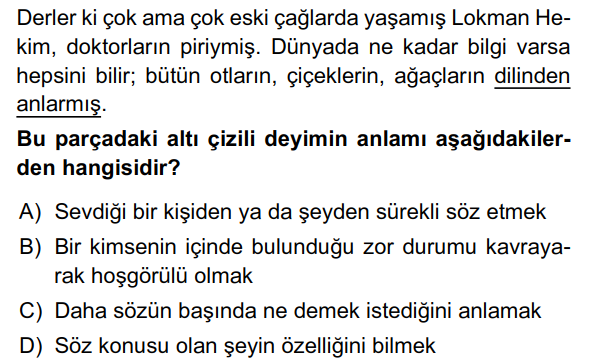 Derler ki çok ama çok eski çağlarda yaşamış Lokman He-
kim, doktorların piriymiş. Dünyada ne kadar bilgi varsa
hepsini bilir; bütün otların, çiçeklerin, ağaçların dilinden
anlarmış.
Bu parçadaki altı çizili deyimin anlamı aşağıdakiler-
den hangisidir?
A) Sevdiği bir kişiden ya da şeyden sürekli söz etmek
B) Bir kimsenin içinde bulunduğu zor durumu kavraya-
rak hoşgörülü olmak
C) Daha sözün başında ne demek istediğini anlamak
D) Söz konusu olan şeyin özelliğini bilmek